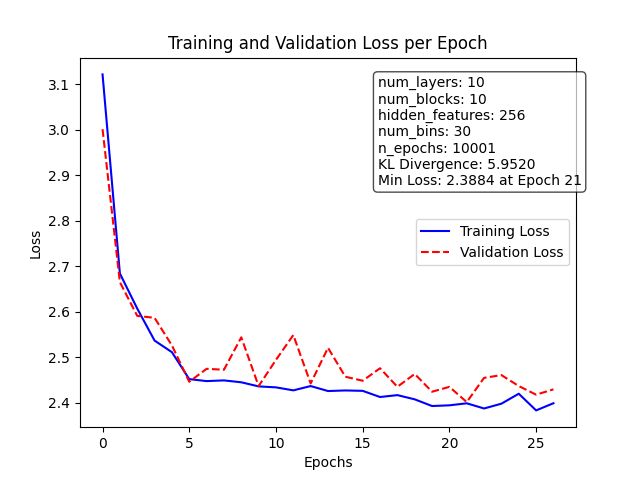 Training and Validation Loss per Epoch
3.1
3.0
2.9
2.8
2.7
2.6
2.5
2.4
Loss
num_layers: 10
num_blocks: 10
hidden_features: 256
num_bins: 30
n_epochs: 10001
KL Divergence: 5.9520
Min Loss: 2.3884 at Epoch 21
Training Loss
Validation Loss
0 5 10 15 20 25
Epochs